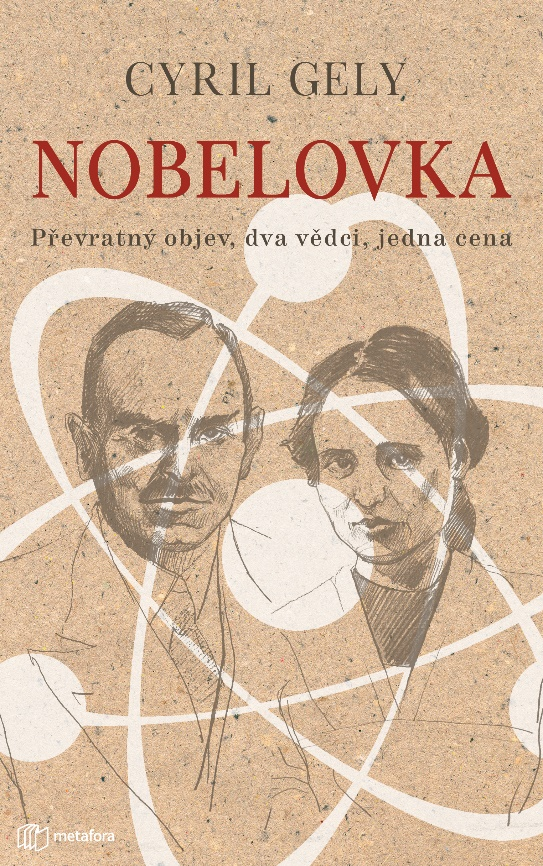 CYRIL GELY
NOBELOVKA
Převratný objev, dva vědci, jedna cena
metafora